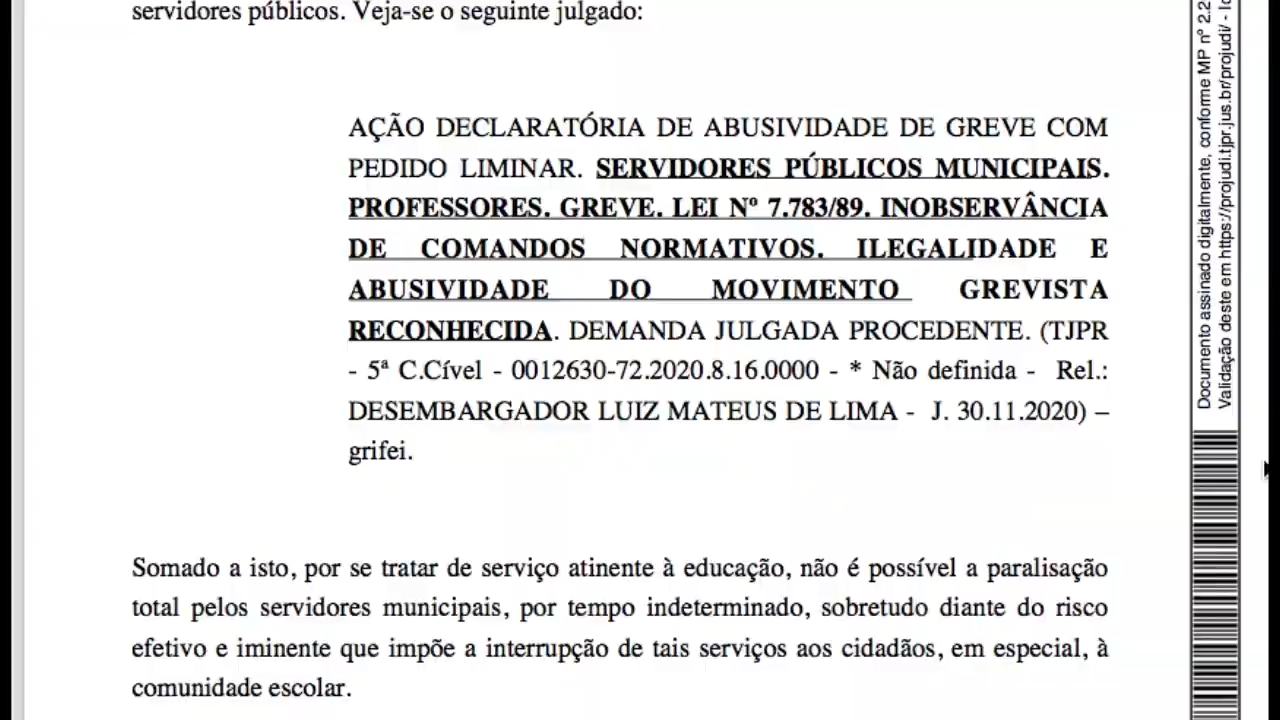 servidores públicos. Veja-se o seguinte julgado:
AÇÃO DECLARATÓRIA DE ABUSIVIDADE DE GREVE COM
PEDIDO LIMINAR. SERVIDORES PÚBLICOS MUNICIPAIS.
PROFESSORES. GREVE. LEI Nº 7.783/89. INOBSERVÂNCIA
DE COMANDOS NORMATIVOS. ILEGALIDADE E
ABUSIVIDADE DO MOVIMENTO GREVISTA
RECONHECIDA. DEMANDA JULGADA PROCEDENTE. (TJPR
- 5ª C.Cível - 0012630-72.2020.8.16.0000 - * Não definida - Rel.:
DESEMBARGADOR LUIZ MATEUS DE LIMA - J. 30.11.2020) –
grifei.
Somado a isto, por se tratar de serviço atinente à educação, não é possível a paralisação
total pelos servidores municipais, por tempo indeterminado, sobretudo diante do risco
efetivo e iminente que impõe a interrupção de tais serviços aos cidadãos, em especial, à
comunidade escolar.
Documento assinado digitalmente, conforme MP nº 2.2
Validação deste em https://projudi.tjpr.jus.br/projudi/ - Id